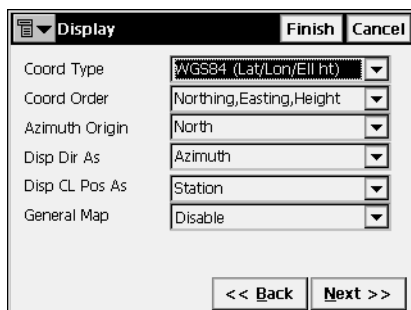 Display Finish Cancel
Coord Type WGS84 (Lat/Lon/Ell ht)
Coord Order Northing,Easting,Height
Azimuth Origin North
Disp Dir As Azimuth
Disp CL Pos As Station
General Map Disable
<< Back Next >>